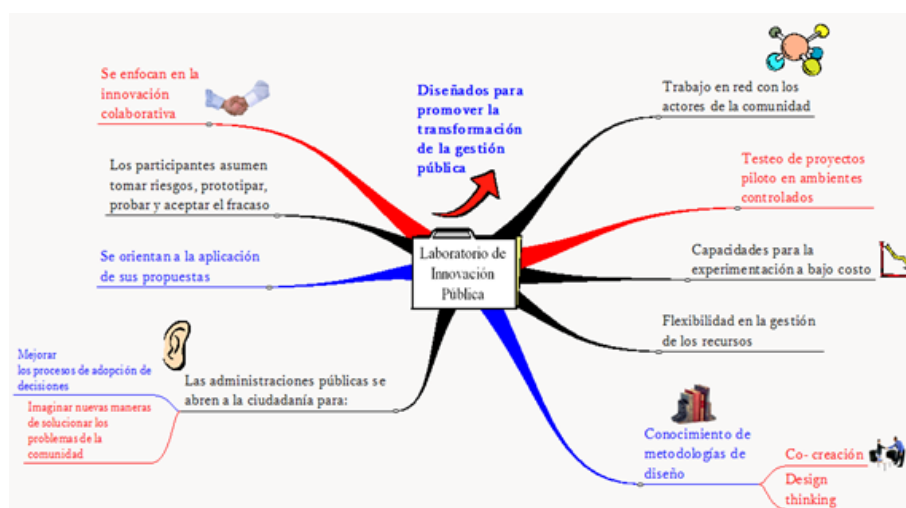 Se enfocan en la
innovación
colaborativa
Los participantes asumen
tomar riesgos, prototipar,
probar y aceptar el fracaso
Se orientan a la aplicación
de sus propuestas
Las administraciones públicas se
abren a la ciudadanía para:
Mejorar
los procesos de adopción de
decisiones
Imaginar nuevas maneras
de solucionar los
problemas de la
comunidad
Diseñados para
promover la
transformación
de la gestión
pública
Laboratorio de
Innovación
Pública
Trabajo en red con los
actores de la comunidad
Testeo de proyectos
piloto en ambientes
controlados
Capacidades para la
experimentación a bajo costo
Flexibilidad en la gestión
de los recursos
Conocimiento de
metodologías de
diseño
Co- creación
Design
thinking